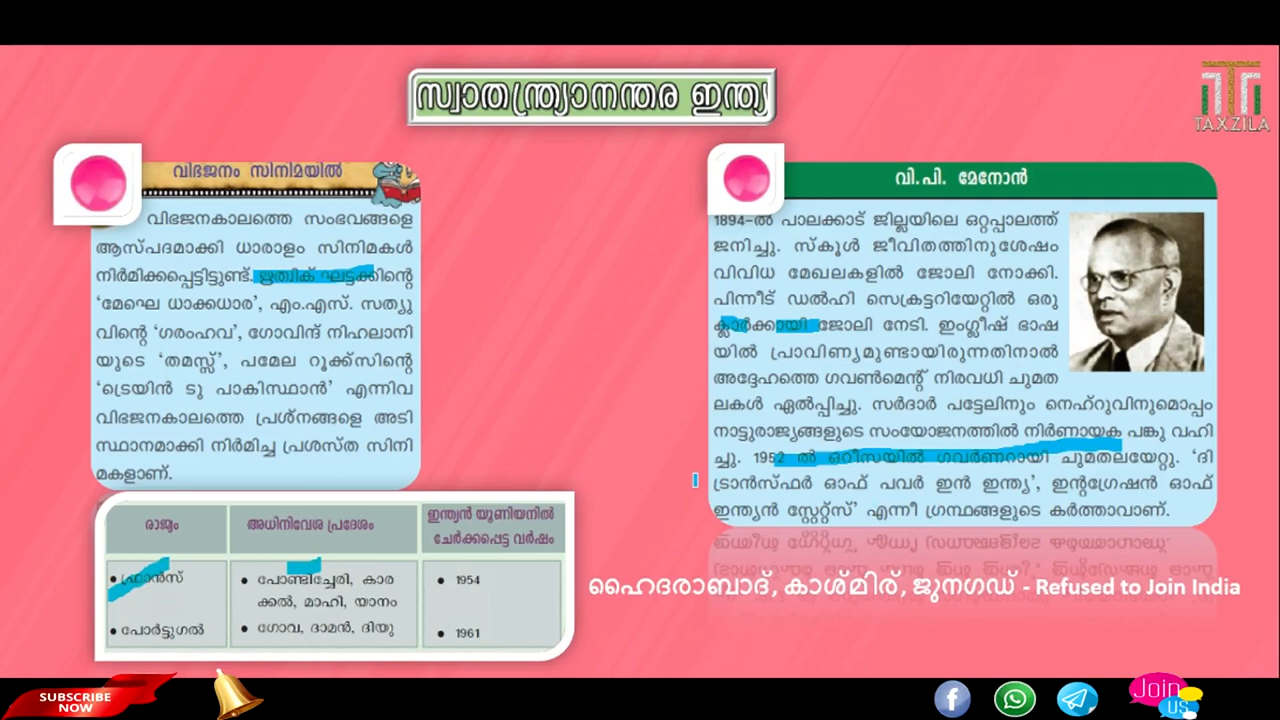 സ്വാതന്ത്ര്യാനന്തര ഇന്ത്യ
TAXZILA
വിഭജനം സിനിമയിൽ
വിഭജനകാലത്തെ സംഭവങ്ങളെ
ആസ്പദമാക്കി ധാരാളം സിനിമകൾ
നിർമിക്കപ്പെട്ടിട്ടുണ്ട്. ഋത്വിക് ഘട്ടക്കിന്റെ
‘മേഘെ ധാക്കധാര’, എം.എസ്. സത്യു
വിന്റെ ‘ഗരംഹവ’, ഗോവിന്ദ് നിഹലാനി
യുടെ ‘തമസ്സ്’, പമേല റൂക്ക്സിന്റെ
‘ട്രെയിൻ ടു പാകിസ്ഥാൻ’ എന്നിവ
വിഭജനകാലത്തെ പ്രശ്നങ്ങളെ അടി
സ്ഥാനമാക്കി നിർമിച്ച പ്രശസ്ത സിനി
മകളാണ്.
വി.പി. മേനോൻ
1894-ൽ പാലക്കാട് ജില്ലയിലെ ഒറ്റപ്പാലത്ത്
ജനിച്ചു. സ്കൂൾ ജീവിതത്തിനുശേഷം
വിവിധ മേഖലകളിൽ ജോലി നോക്കി.
പിന്നീട് ഡൽഹി സെക്രട്ടറിയേറ്റിൽ ഒരു
ക്ലാർക്കായി ജോലി നേടി. ഇംഗ്ലീഷ് ഭാഷ
യിൽ പ്രാവിണ്യമുണ്ടായിരുന്നതിനാൽ
അദ്ദേഹത്തെ ഗവൺമെന്റ് നിരവധി ചുമത
ലകൾ ഏൽപ്പിച്ചു. സർദാർ പട്ടേലിനും നെഹ്റുവിനുമൊപ്പം
നാട്ടുരാജ്യങ്ങളുടെ സംയോജനത്തിൽ നിർണായക പങ്കു വഹി
ച്ചു. 1952 ൽ ഒറീസയിൽ ഗവർണറായി ചുമതലയേറ്റു. ‘ദി
ട്രാൻസ്ഫർ ഓഫ് പവർ ഇൻ ഇന്ത്യ’, ഇന്റഗ്രേഷൻ ഓഫ്
ഇന്ത്യൻ സ്റ്റേറ്റ്സ്’ എന്നീ ഗ്രന്ഥങ്ങളുടെ കർത്താവാണ്.
രാജ്യം അധിനിവേശ പ്രദേശം ഇന്ത്യൻ യൂണിയനിൽ
ചേർക്കപ്പെട്ട വർഷം
• ഫ്രാൻസ് • പോണ്ടിച്ചേരി, കാര • 1954
ക്കൽ, മാഹി, യാനം
• പോർട്ടുഗൽ • ഗോവ, ദാമൻ, ദിയു • 1961
ഹൈദരാബാദ്, കാശ്മിർ, ജുനഗഡ് - Refused to Join India
SUBSCRIBE
NOW
Join
us